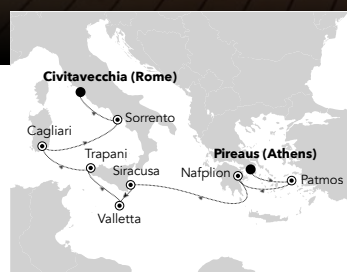 Civitavecchia (Rome)
Sorrento
Cagliari
Trapani
Pireaus (Athens)
Siracusa
Nafplion
Patmos
Valletta